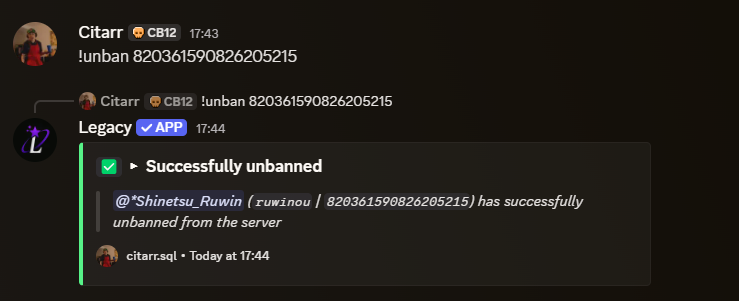 Citarr CB12 17:43
!unban 820361590826205215
Citarr CB12 !unban 820361590826205215
Legacy ✓ APP 17:44
✅ ► Successfully unbanned
@*Shinetsu_Ruwin (ruwinou | 820361590826205215) has successfully
unbanned from the server
citarr.sql • Today at 17:44